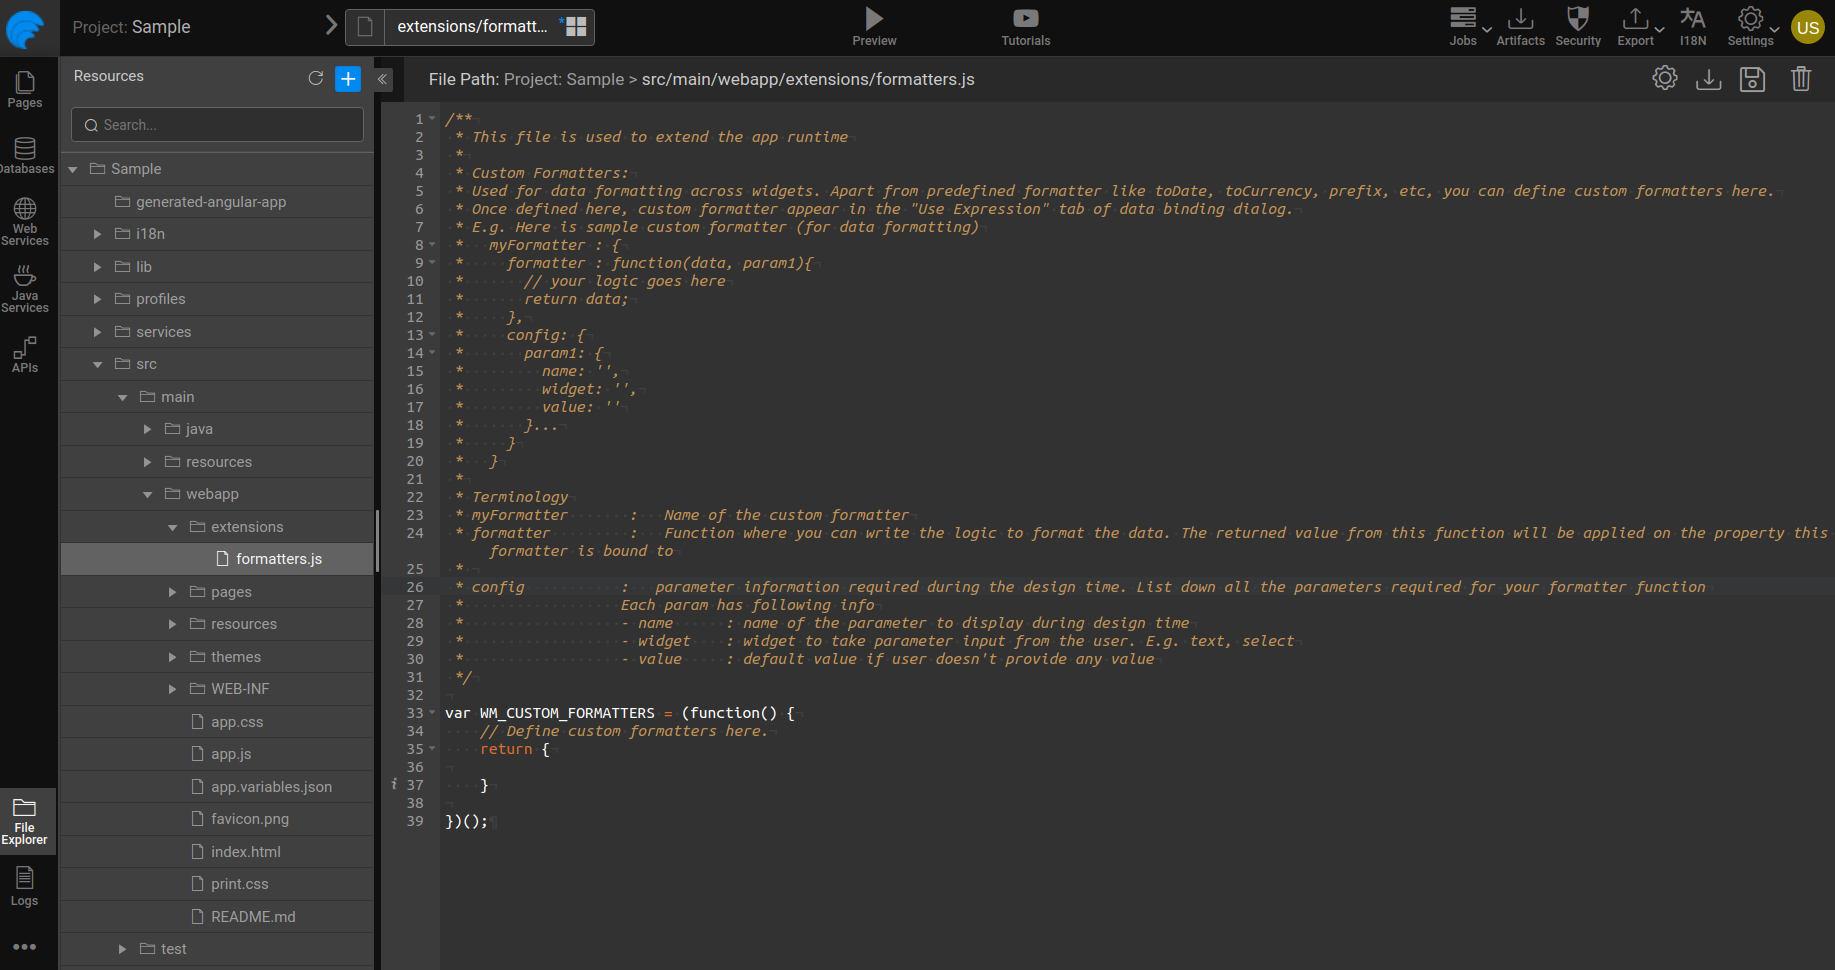 Project: Sample
extensions/formatt...
*
Preview
Tutorials
Jobs
Artifacts
Security
Export
I18N
Settings
US
Pages
Databases
Web
Services
Java
Services
APIs
File
Explorer
Logs
Resources
Search...
Sample
generated-angular-app
i18n
lib
profiles
services
src
main
java
resources
webapp
extensions
formatters.js
pages
resources
themes
WEB-INF
app.css
app.js
app.variables.json
favicon.png
index.html
print.css
README.md
test
File Path: Project: Sample > src/main/webapp/extensions/formatters.js
1 /**
2 * This file is used to extend the app runtime
3 *
4 * Custom Formatters:
5 * Used for data formatting across widgets. Apart from predefined formatter like toDate, toCurrency, prefix, etc, you can define custom formatters here.
6 * Once defined here, custom formatter appear in the "Use Expression" tab of data binding dialog.
7 * E.g. Here is sample custom formatter (for data formatting)
8 *   myFormatter : {
9 *     formatter : function(data, param1){
10 *       // your logic goes here
11 *       return data;
12 *     },
13 *     config: {
14 *       param1: {
15 *         name: '',
16 *         widget: '',
17 *         value: ''
18 *       }...
19 *     }
20 *   }
21 *
22 * Terminology
23 * myFormatter       :   Name of the custom formatter
24 * formatter         :   Function where you can write the logic to format the data. The returned value from this function will be applied on the property this
formatter is bound to
25 *
26 * config           :   parameter information required during the design time. List down all the parameters required for your formatter function
27 *                  Each param has following info
28 *                  - name      : name of the parameter to display during design time
29 *                  - widget    : widget to take parameter input from the user. E.g. text, select
30 *                  - value     : default value if user doesn't provide any value
31 */
32
33 var WM_CUSTOM_FORMATTERS = (function() {
34     // Define custom formatters here.
35     return {
36
i 37     }
38
39 })();